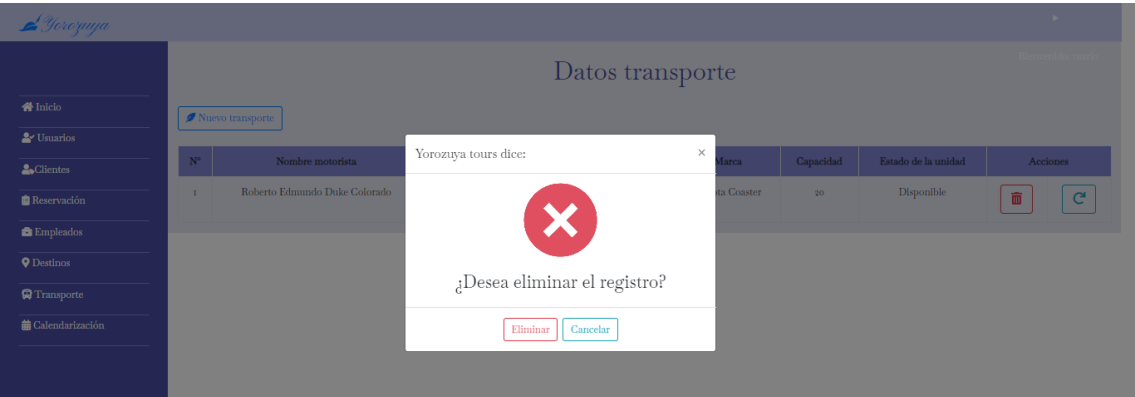 Yorozuya
Datos transporte
Inicio
Usuarios
Clientes
Reservación
Empleados
Destinos
Transporte
Calendarización
Nuevo transporte
Nº Nombre motorista Marca Capacidad Estado de la unidad Acciones
1 Roberto Edmundo Duke Colorado Coaster 20 Disponible
Yorozuya tours dice: ×
¿Desea eliminar el registro?
Eliminar Cancelar